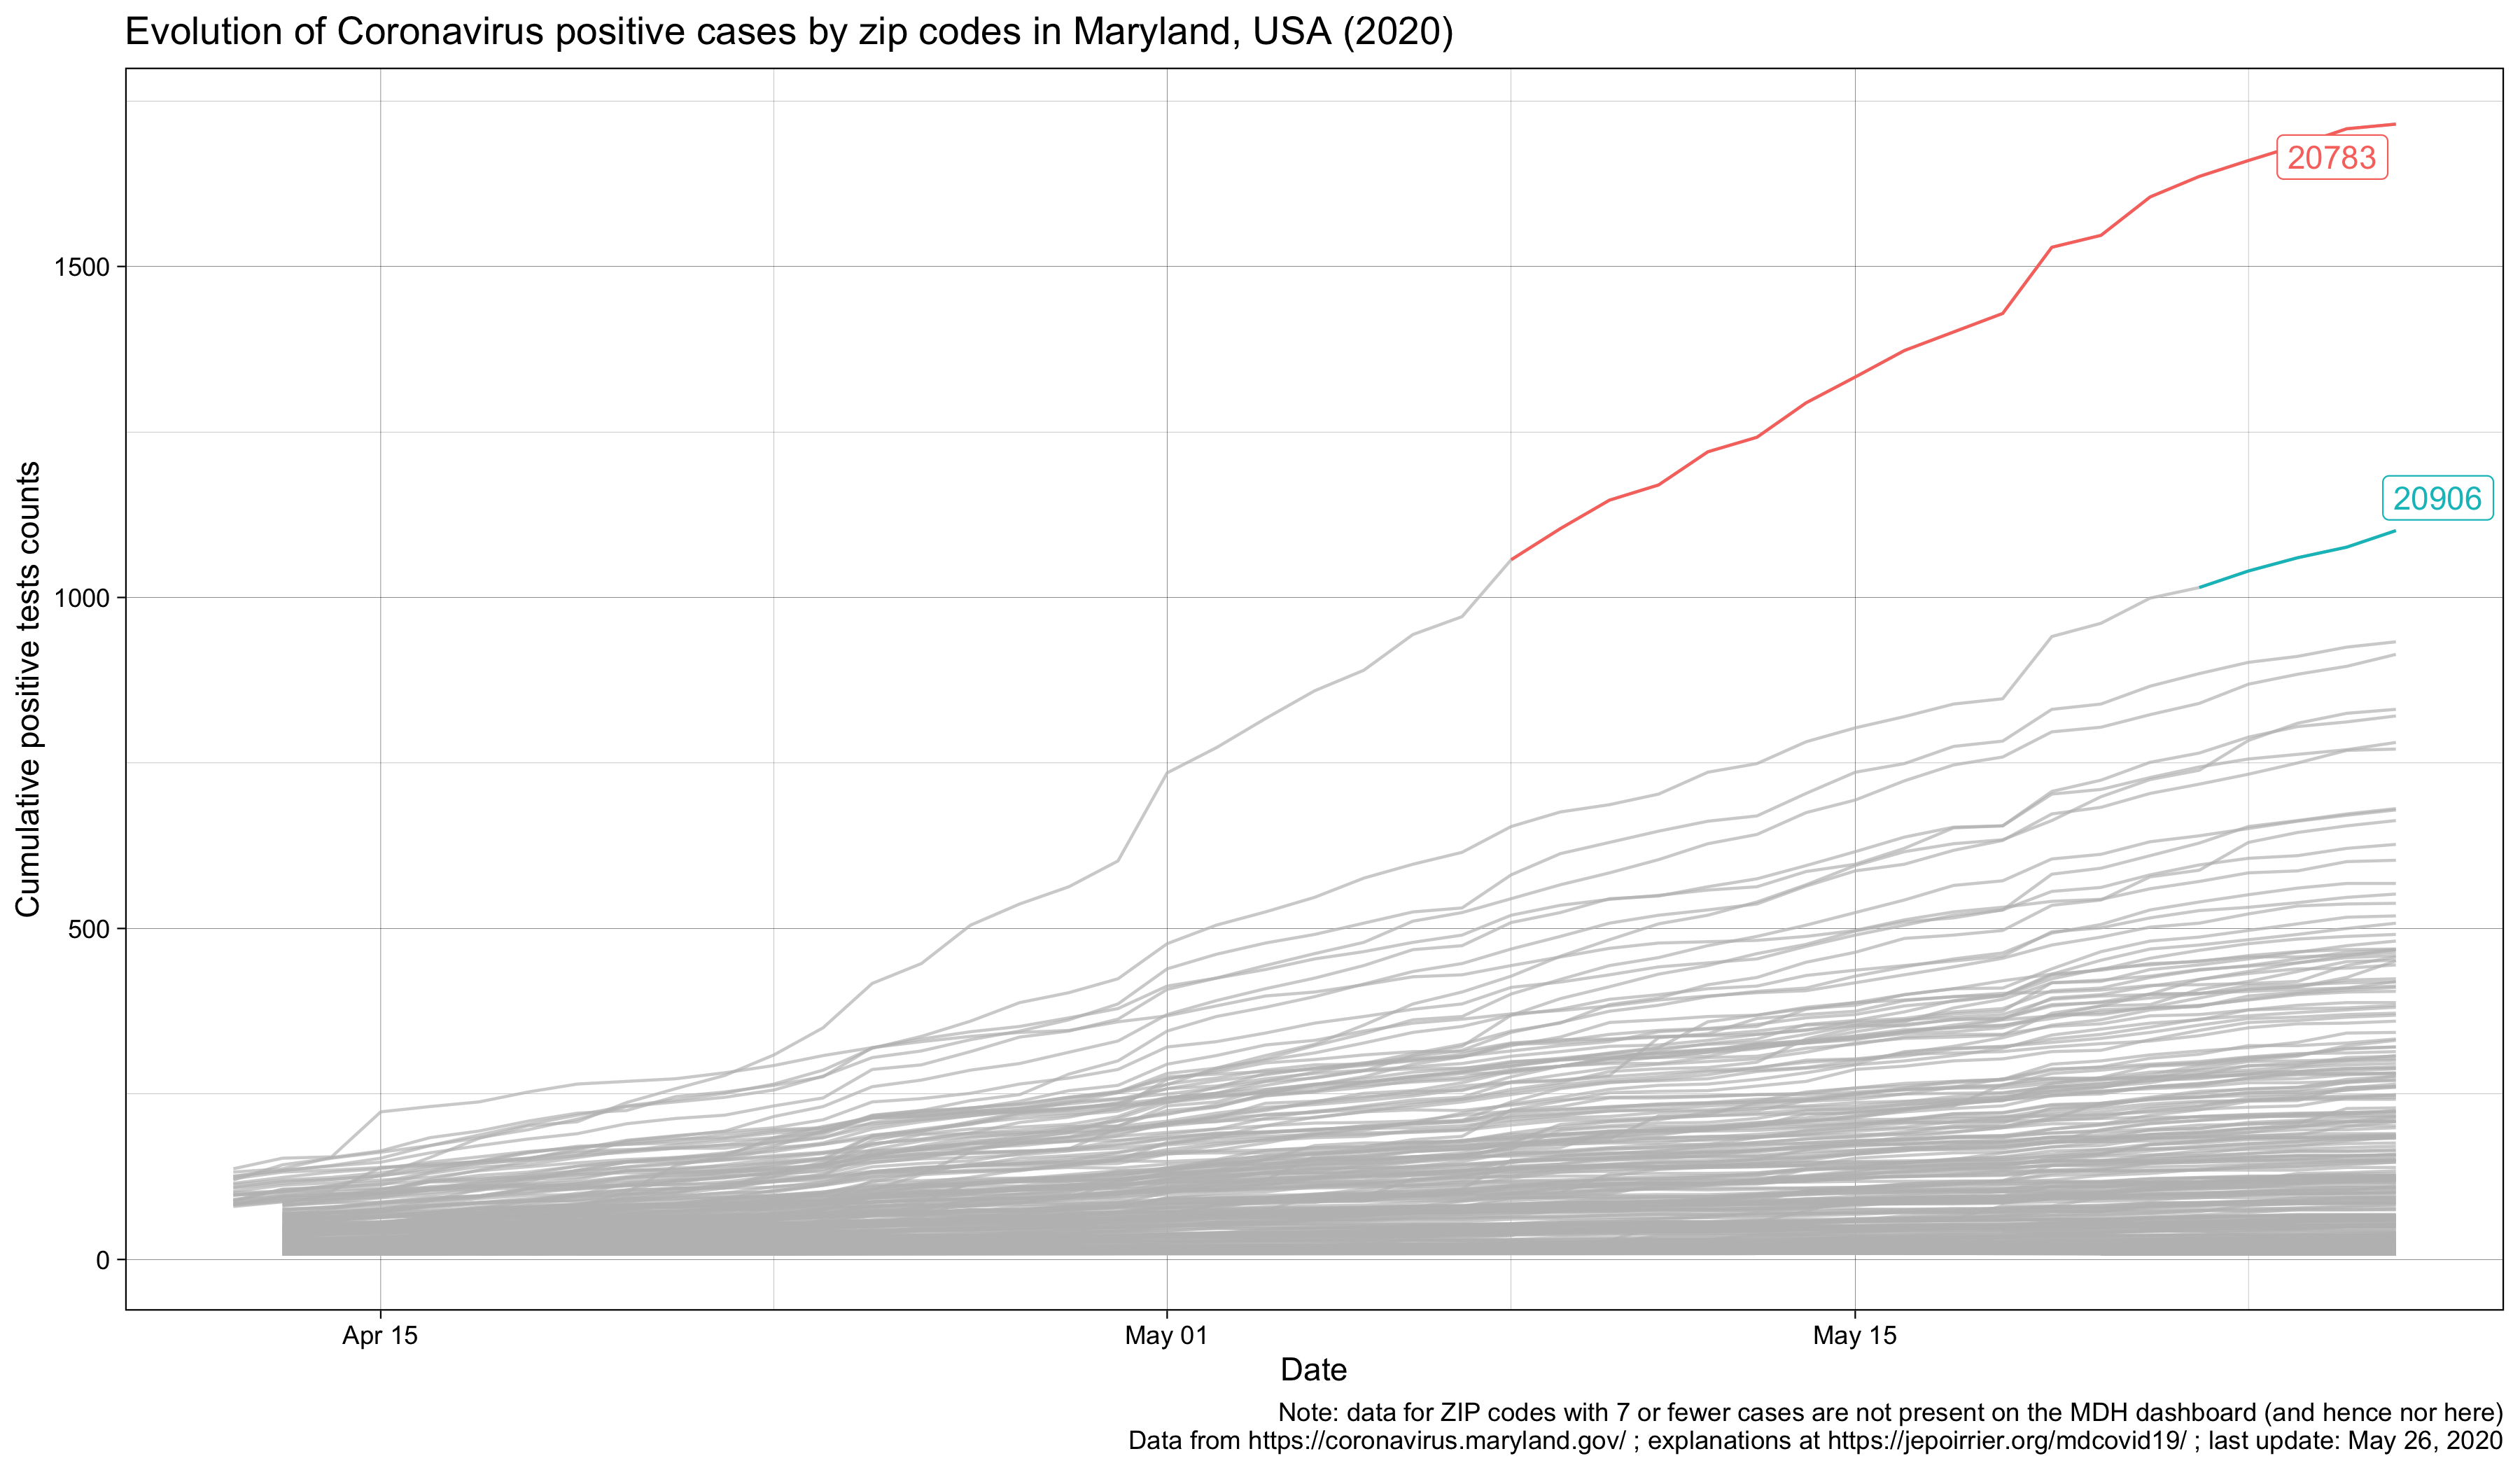 Evolution of Coronavirus positive cases by zip codes in Maryland, USA (2020)
20783
1500
20906
1000
500
0
Cumulative positive tests counts
Apr 15
May 01
May 15
Date
Note: data for ZIP codes with 7 or fewer cases are not present on the MDH dashboard (and hence nor here)
Data from https://coronavirus.maryland.gov/ ; explanations at https://jepoirrier.org/mdcovid19/ ; last update: May 26, 2020